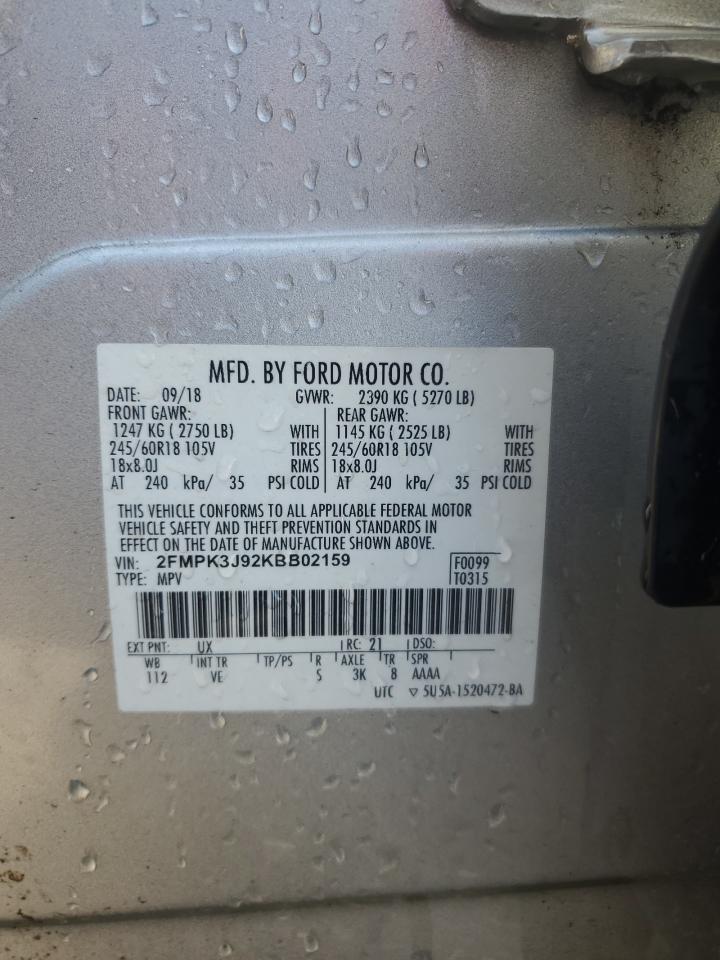 MFD. BY FORD MOTOR CO.
DATE: 09/18 GVWR: 2390 KG ( 5270 LB)
FRONT GAWR: REAR GAWR:
1247 KG ( 2750 LB) WITH 1145 KG ( 2525 LB) WITH
245/60R18 105V TIRES 245/60R18 105V TIRES
18x8.0J RIMS 18x8.0J RIMS
AT 240 kPa/ 35 PSI COLD AT 240 kPa/ 35 PSI COLD
THIS VEHICLE CONFORMS TO ALL APPLICABLE FEDERAL MOTOR
VEHICLE SAFETY AND THEFT PREVENTION STANDARDS IN
EFFECT ON THE DATE OF MANUFACTURE SHOWN ABOVE.
VIN: 2FMPK3J92KBB02159 F0099
TYPE: MPV T0315
EXT PNT: UX RC: 21 DSO:
WB INT TR TP/PS R AXLE TR SPR
112 VE S 3K 8 AAAA
UTC ▽ 5U5A-1520472-BA